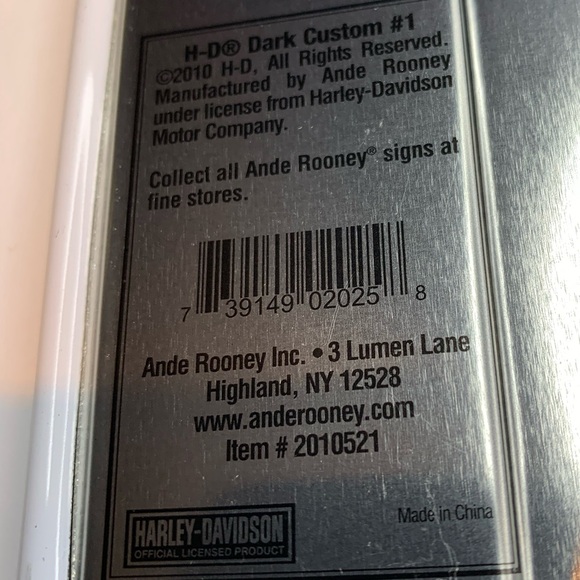 H-D® Dark Custom #1
©2010 H-D, All Rights Reserved.
Manufactured by Ande Rooney
under license from Harley-Davidson
Motor Company.
Collect all Ande Rooney® signs at
fine stores.
7 39149 02025 8
Ande Rooney Inc. • 3 Lumen Lane
Highland, NY 12528
www.anderooney.com
Item # 2010521
Made in China
HARLEY-DAVIDSON
OFFICIAL LICENSED PRODUCT